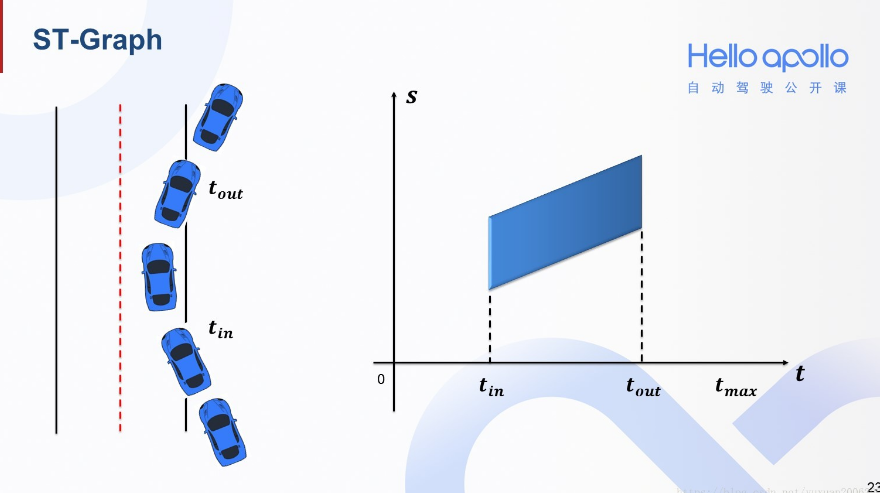 ST-Graph
Hello apollo
自动驾驶公开课
s
t_out
t_in
0
t_in
t_out
t_max
t
23